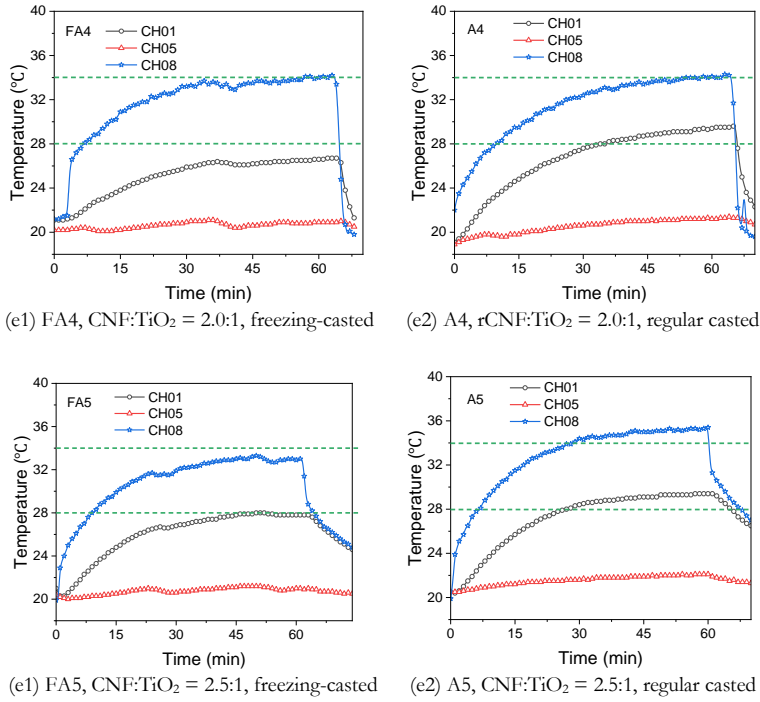 FA4
CH01
CH05
CH08
Temperature (°C)
34
32
28
24
20
0 15 30 45 60
Time (min)
(e1) FA4, CNF:TiO₂ = 2.0:1, freezing-casted
A4
CH01
CH05
CH08
Temperature (°C)
36
32
28
24
20
0 15 30 45 60
Time (min)
(e2) A4, rCNF:TiO₂ = 2.0:1, regular casted
FA5
CH01
CH05
CH08
Temperature (°C)
36
32
28
24
20
0 15 30 45 60
Time (min)
(e1) FA5, CNF:TiO₂ = 2.5:1, freezing-casted
A5
CH01
CH05
CH08
Temperature (°C)
40
36
32
28
24
20
0 15 30 45 60
Time (min)
(e2) A5, CNF:TiO₂ = 2.5:1, regular casted